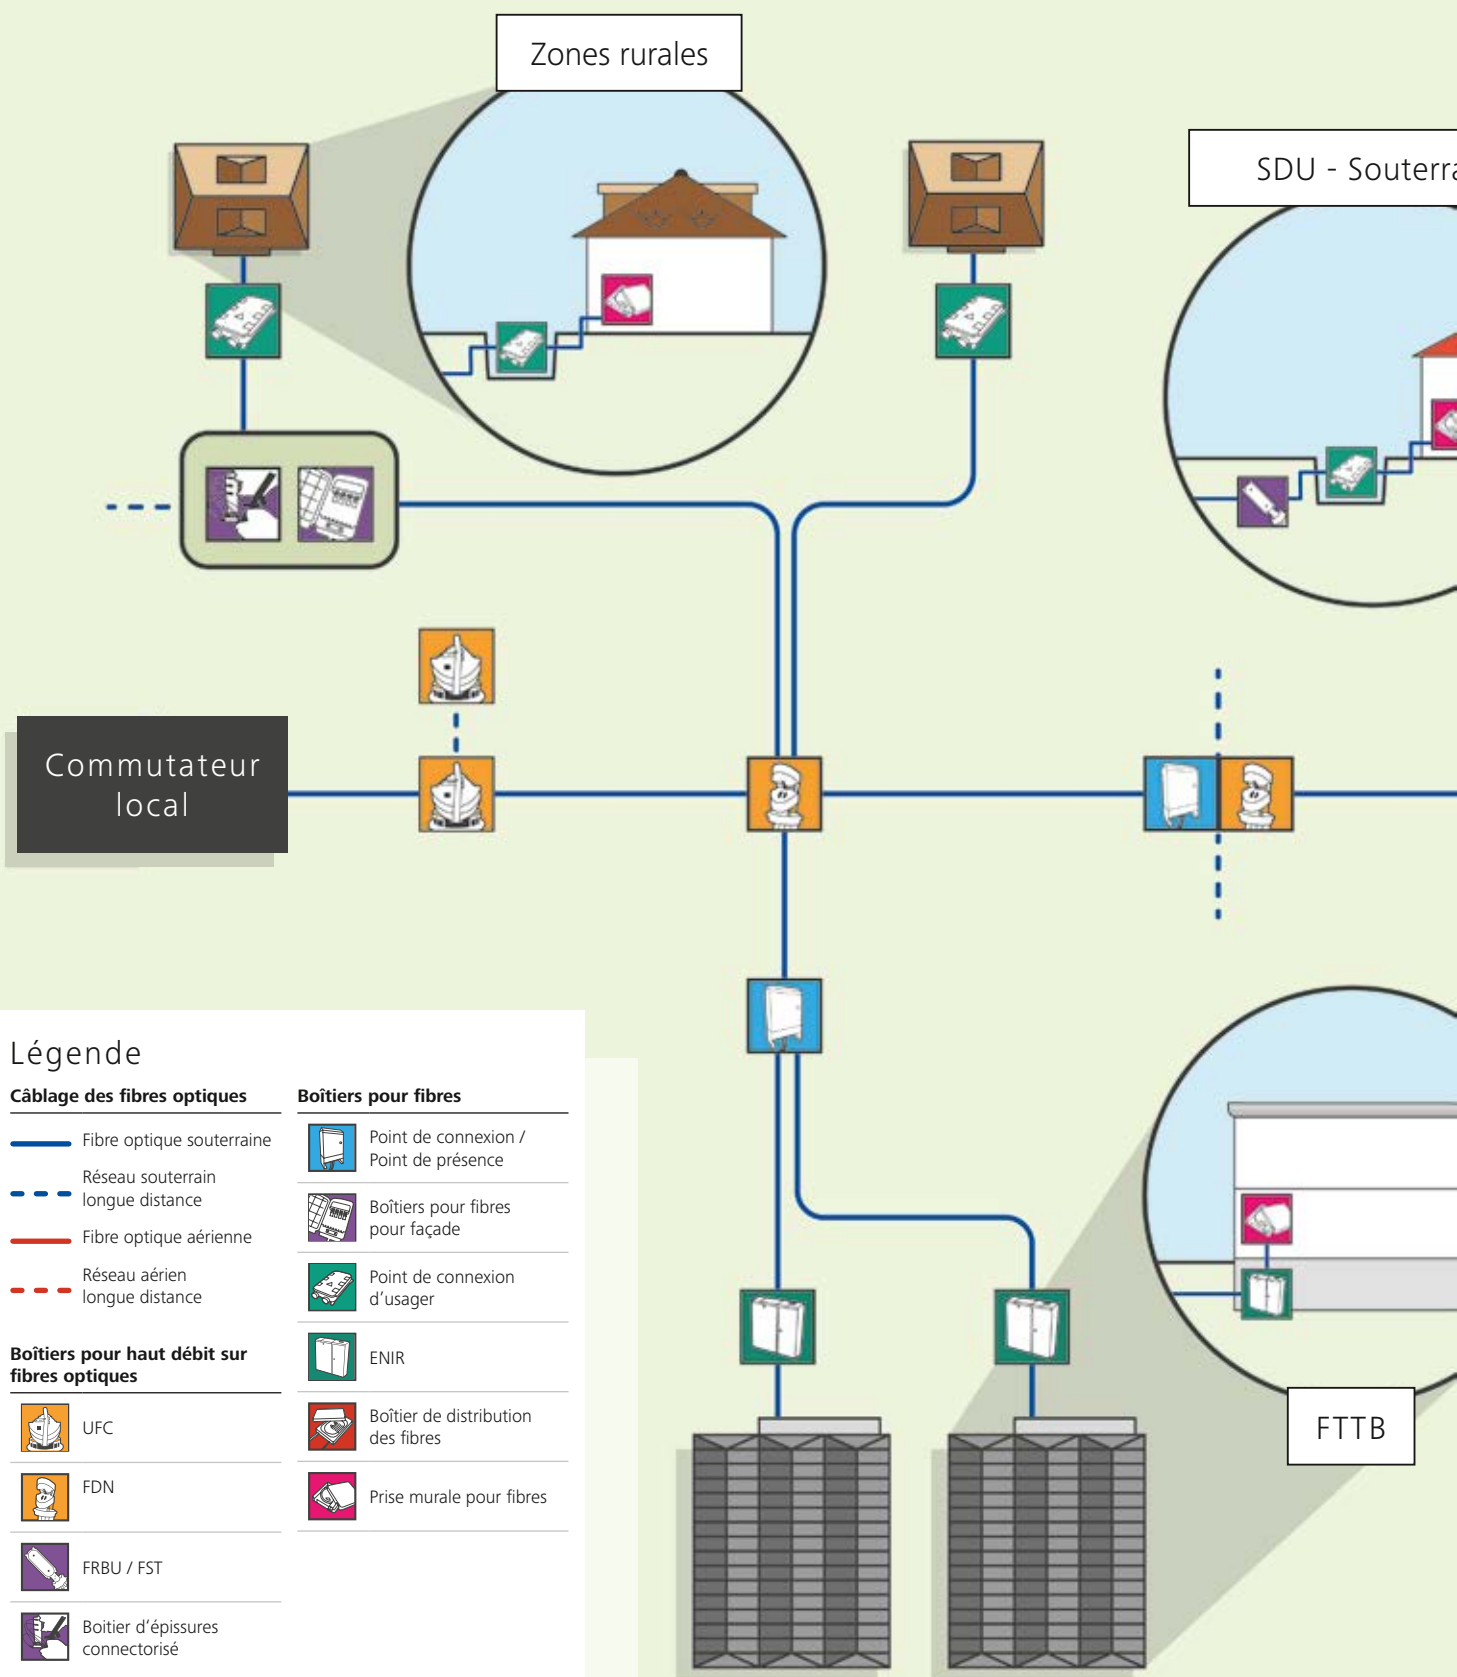 Zones rurales
SDU - Souterra
Commutateur
local
Légende
Câblage des fibres optiques
Fibre optique souterraine
Réseau souterrain
longue distance
Fibre optique aérienne
Réseau aérien
longue distance
Boîtiers pour haut débit sur
fibres optiques
UFC
FDN
FRBU / FST
Boitier d'épissures
connectorisé
Boîtiers pour fibres
Point de connexion /
Point de présence
Boîtiers pour fibres
pour façade
Point de connexion
d'usager
ENIR
Boîtier de distribution
des fibres
Prise murale pour fibres
FTTB